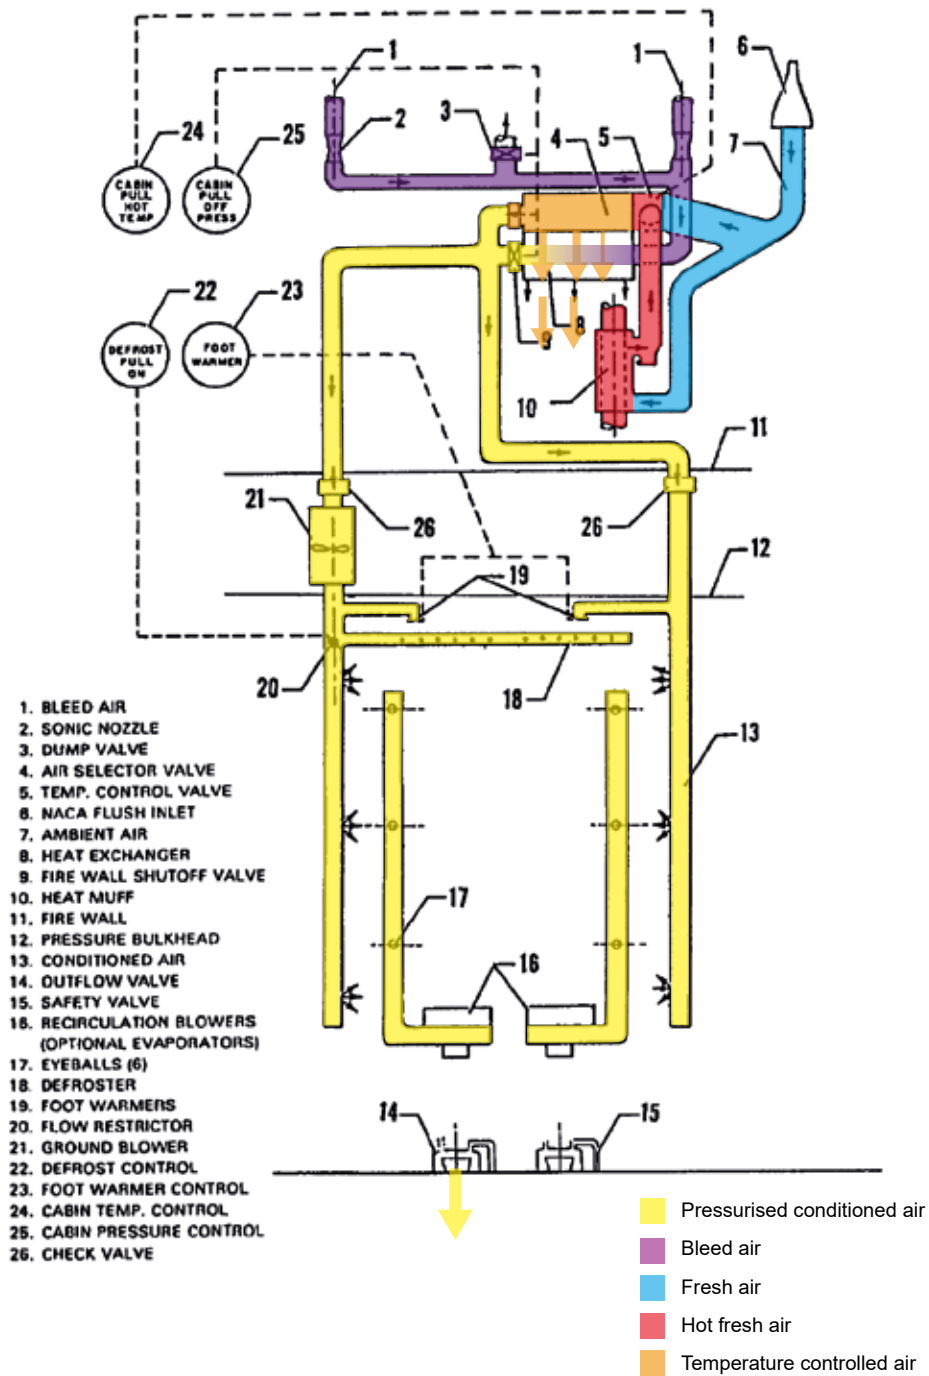 1
1
6
24
25
2
3
4
5
7
CABIN
PULL
HOT
TEMP
CABIN
PULL
OFF
PRESS
22
23
DEFROST
PULL
ON
FOOT
WARMER
8
9
10
11
21
26
26
12
19
20
18
13
17
16
14
15
1. BLEED AIR
2. SONIC NOZZLE
3. DUMP VALVE
4. AIR SELECTOR VALVE
5. TEMP. CONTROL VALVE
6. NACA FLUSH INLET
7. AMBIENT AIR
8. HEAT EXCHANGER
9. FIRE WALL SHUTOFF VALVE
10. HEAT MUFF
11. FIRE WALL
12. PRESSURE BULKHEAD
13. CONDITIONED AIR
14. OUTFLOW VALVE
15. SAFETY VALVE
16. RECIRCULATION BLOWERS
(OPTIONAL EVAPORATORS)
17. EYEBALLS (6)
18. DEFROSTER
19. FOOT WARMERS
20. FLOW RESTRICTOR
21. GROUND BLOWER
22. DEFROST CONTROL
23. FOOT WARMER CONTROL
24. CABIN TEMP. CONTROL
25. CABIN PRESSURE CONTROL
26. CHECK VALVE
Pressurised conditioned air
Bleed air
Fresh air
Hot fresh air
Temperature controlled air